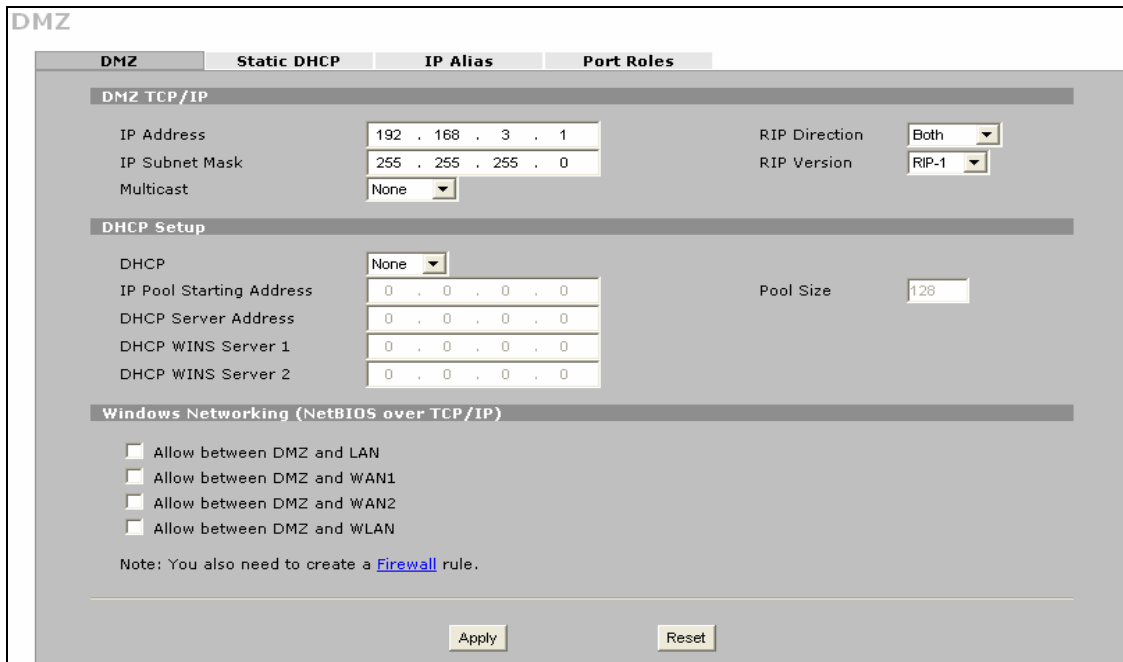 DMZ
DMZ Static DHCP IP Alias Port Roles
DMZ TCP/IP
IP Address 192 . 168 . 3 . 1 RIP Direction Both
IP Subnet Mask 255 . 255 . 255 . 0 RIP Version RIP-1
Multicast None
DHCP Setup
DHCP None
IP Pool Starting Address 0 . 0 . 0 . 0 Pool Size 128
DHCP Server Address 0 . 0 . 0 . 0
DHCP WINS Server 1 0 . 0 . 0 . 0
DHCP WINS Server 2 0 . 0 . 0 . 0
Windows Networking (NetBIOS over TCP/IP)
Allow between DMZ and LAN
Allow between DMZ and WAN1
Allow between DMZ and WAN2
Allow between DMZ and WLAN
Note: You also need to create a Firewall rule.
Apply Reset